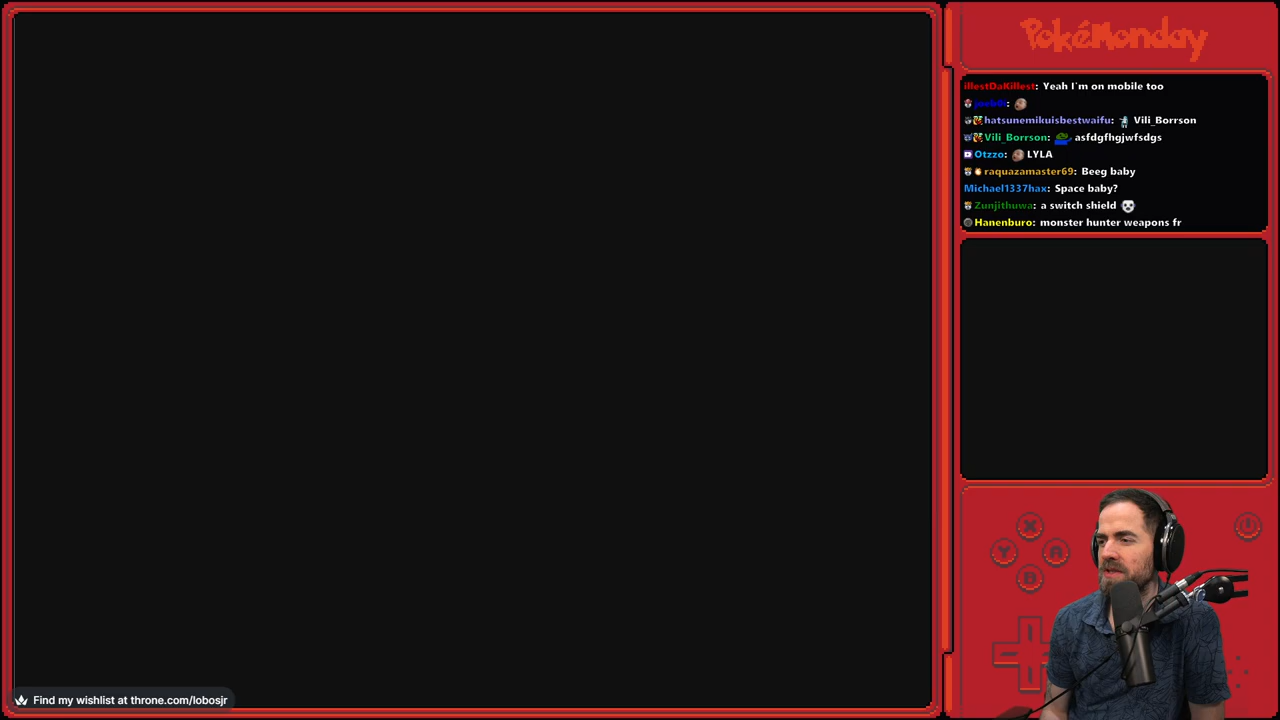 PokéMonday
illestDaKillest: Yeah I'm on mobile too
hatsunemikuisbestwaifu: Vili_Borrson
Vili_Borrson: asfdgfhgjwfsdgs
Otzzo: LYLA
raquazamaster69: Beeg baby
Michael1337hax: Space baby?
Zunjithuwa: a switch shield
Hanenburo: monster hunter weapons fr
X
Y A
Find my wishlist at throne.com/lobosjr